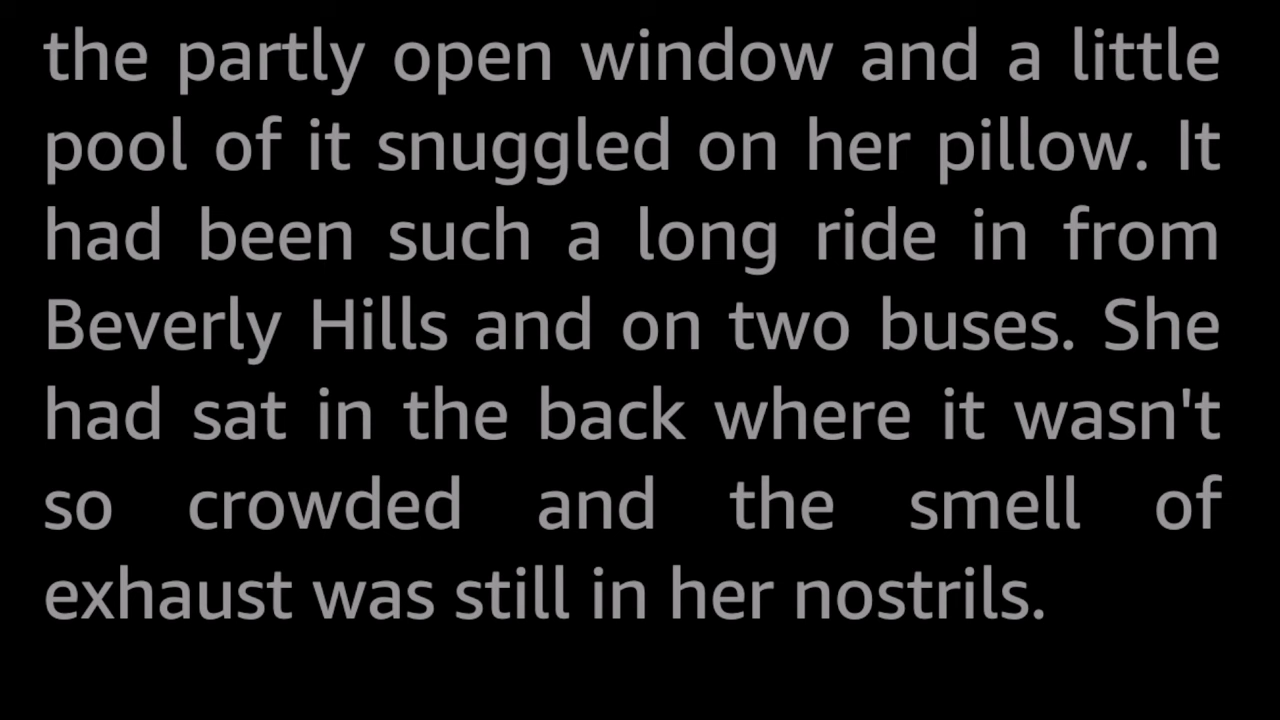 the partly open window and a little
pool of it snuggled on her pillow. It
had been such a long ride in from
Beverly Hills and on two buses. She
had sat in the back where it wasn't
so crowded and the smell of
exhaust was still in her nostrils.